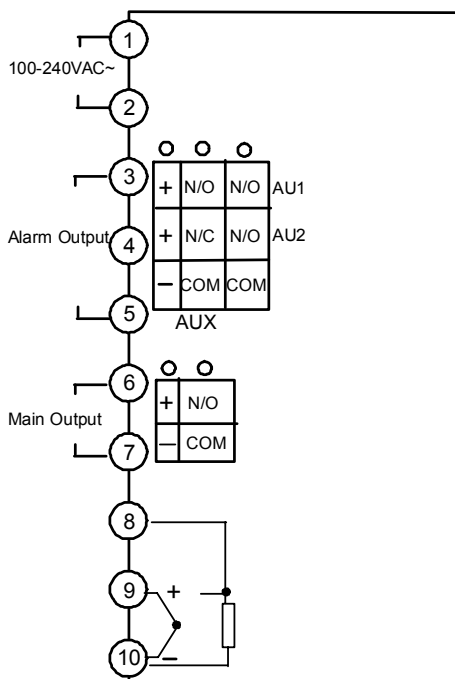 1
100-240VAC~
2
3
+ N/O N/O AU1
Alarm Output 4 + N/C N/O AU2
− COM COM
5
AUX
6
+ N/O
Main Output
7 − COM
8
9 +
10 −